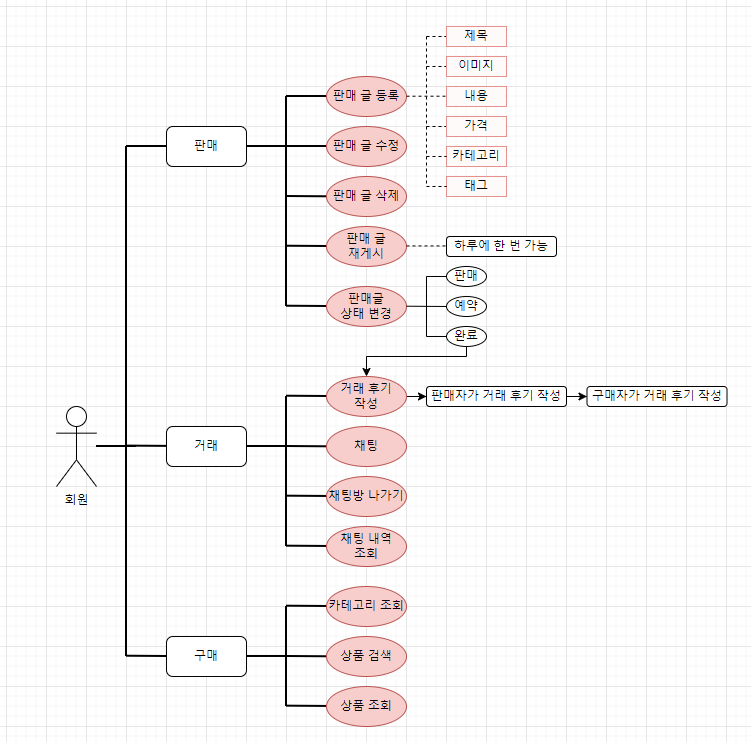 제목
이미지
내용
가격
카테고리
태그
판매 글 등록
판매 글 수정
판매 글 삭제
판매 글
재게시
하루에 한 번 가능
판매글
상태 변경
판매
예약
완료
판매
거래 후기
작성
판매자가 거래 후기 작성
구매자가 거래 후기 작성
채팅
채팅방 나가기
채팅 내역
조회
거래
회원
카테고리 조회
상품 검색
상품 조회
구매